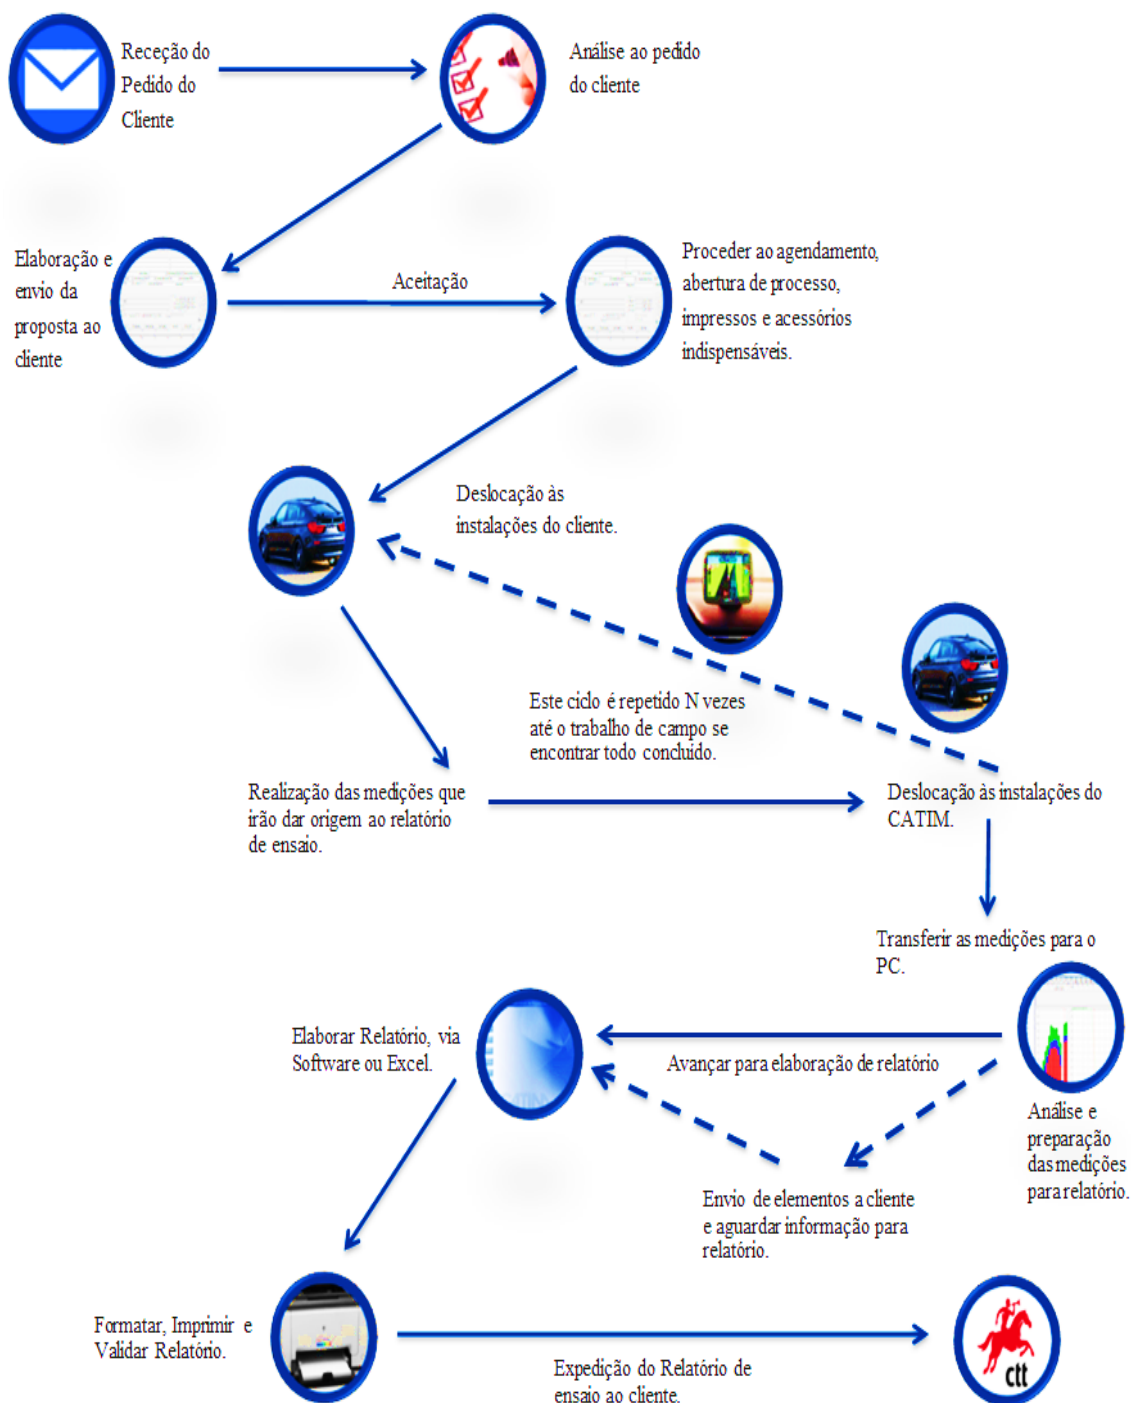 Receção do
Pedido do
Cliente
Análise ao pedido
do cliente
Elaboração e
envio da
proposta ao
cliente
Aceitação
Proceder ao agendamento,
abertura de processo,
impressos e acessórios
indispensáveis.
Deslocação às
instalações do cliente.
Este ciclo é repetido N vezes
até o trabalho de campo se
encontrar todo concluído.
Realização das medições que
irão dar origem ao relatório
de ensaio.
Deslocação às instalações do
CATIM.
Transferir as medições para o
PC.
Elaborar Relatório, via
Software ou Excel.
Avançar para elaboração de relatório
Análise e
preparação
das medições
para relatório.
Envio de elementos a cliente
e aguardar informação para
relatório.
Formatar, Imprimir e
Validar Relatório.
Expedição do Relatório de
ensaio ao cliente.
ctt